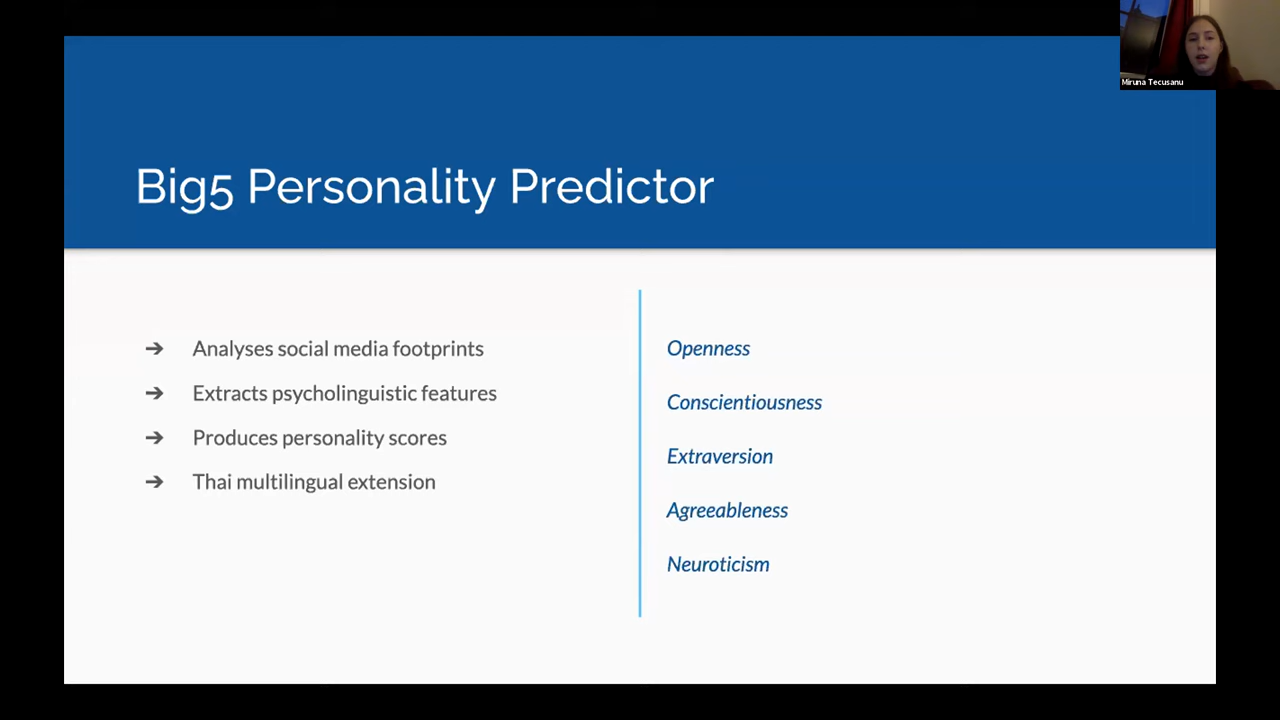 Miruna Tecusanu
Big5 Personality Predictor
➔ Analyses social media footprints
➔ Extracts psycholinguistic features
➔ Produces personality scores
➔ Thai multilingual extension
Openness
Conscientiousness
Extraversion
Agreeableness
Neuroticism